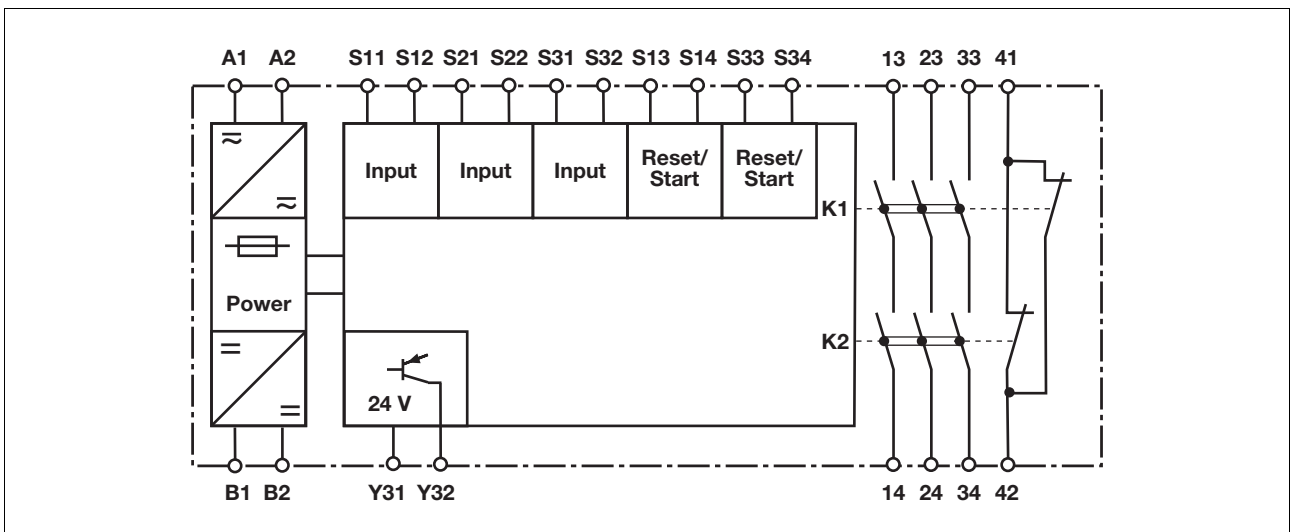 A1 A2 S11 S12 S21 S22 S31 S32 S13 S14 S33 S34 13 23 33 41
Input Input Input Reset/ Reset/
Start Start
K1
Power
K2
24 V
B1 B2 Y31 Y32 14 24 34 42